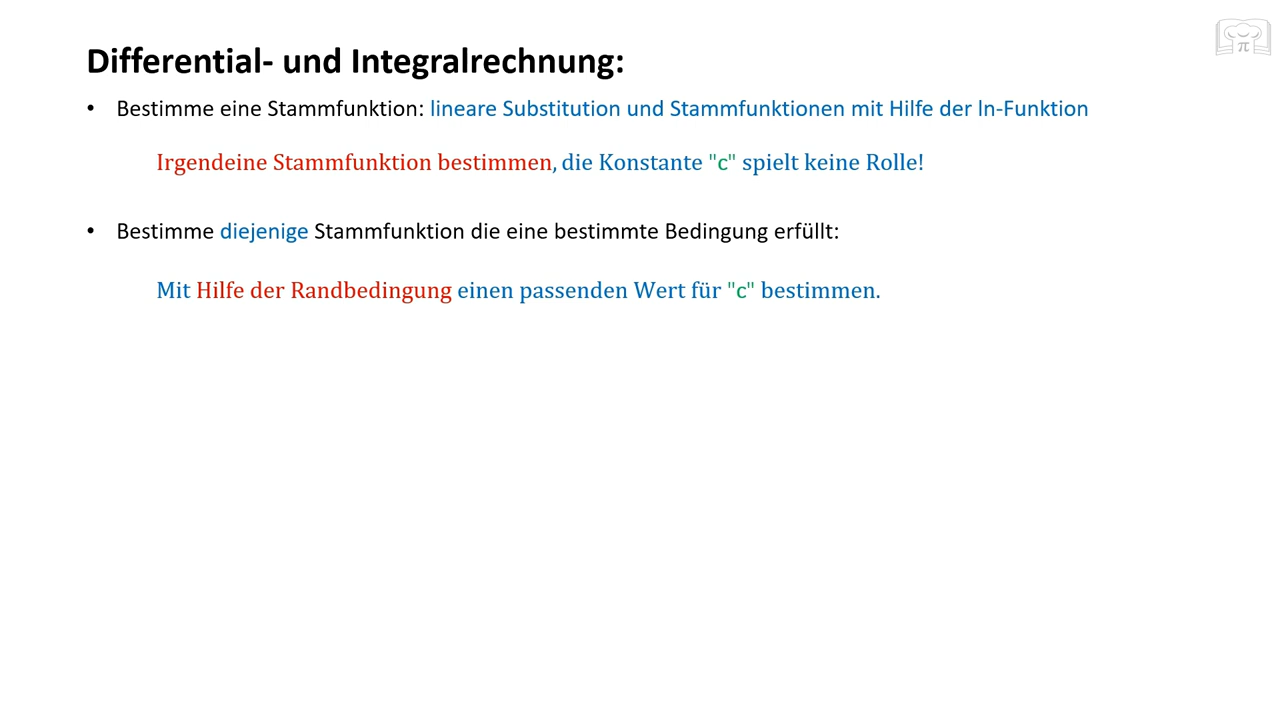 Differential- und Integralrechnung:
• Bestimme eine Stammfunktion: lineare Substitution und Stammfunktionen mit Hilfe der ln-Funktion
Irgendeine Stammfunktion bestimmen, die Konstante "c" spielt keine Rolle!
• Bestimme diejenige Stammfunktion die eine bestimmte Bedingung erfüllt:
Mit Hilfe der Randbedingung einen passenden Wert für "c" bestimmen.
π